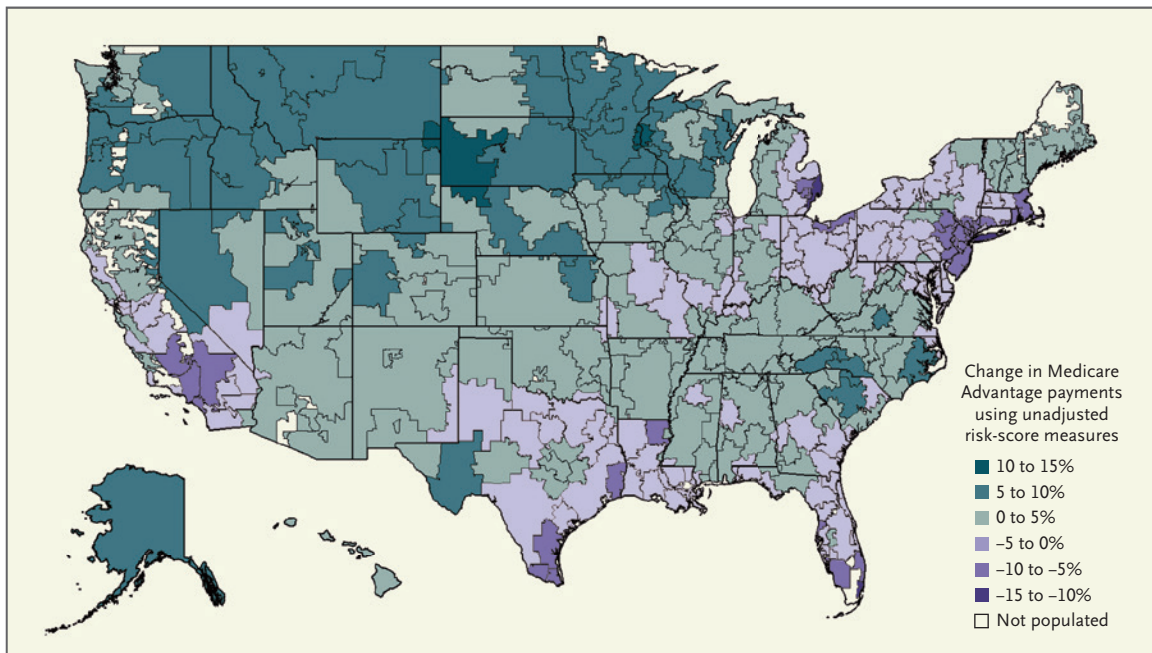 Change in Medicare
Advantage payments
using unadjusted
risk-score measures
10 to 15%
5 to 10%
0 to 5%
–5 to 0%
–10 to –5%
–15 to –10%
Not populated